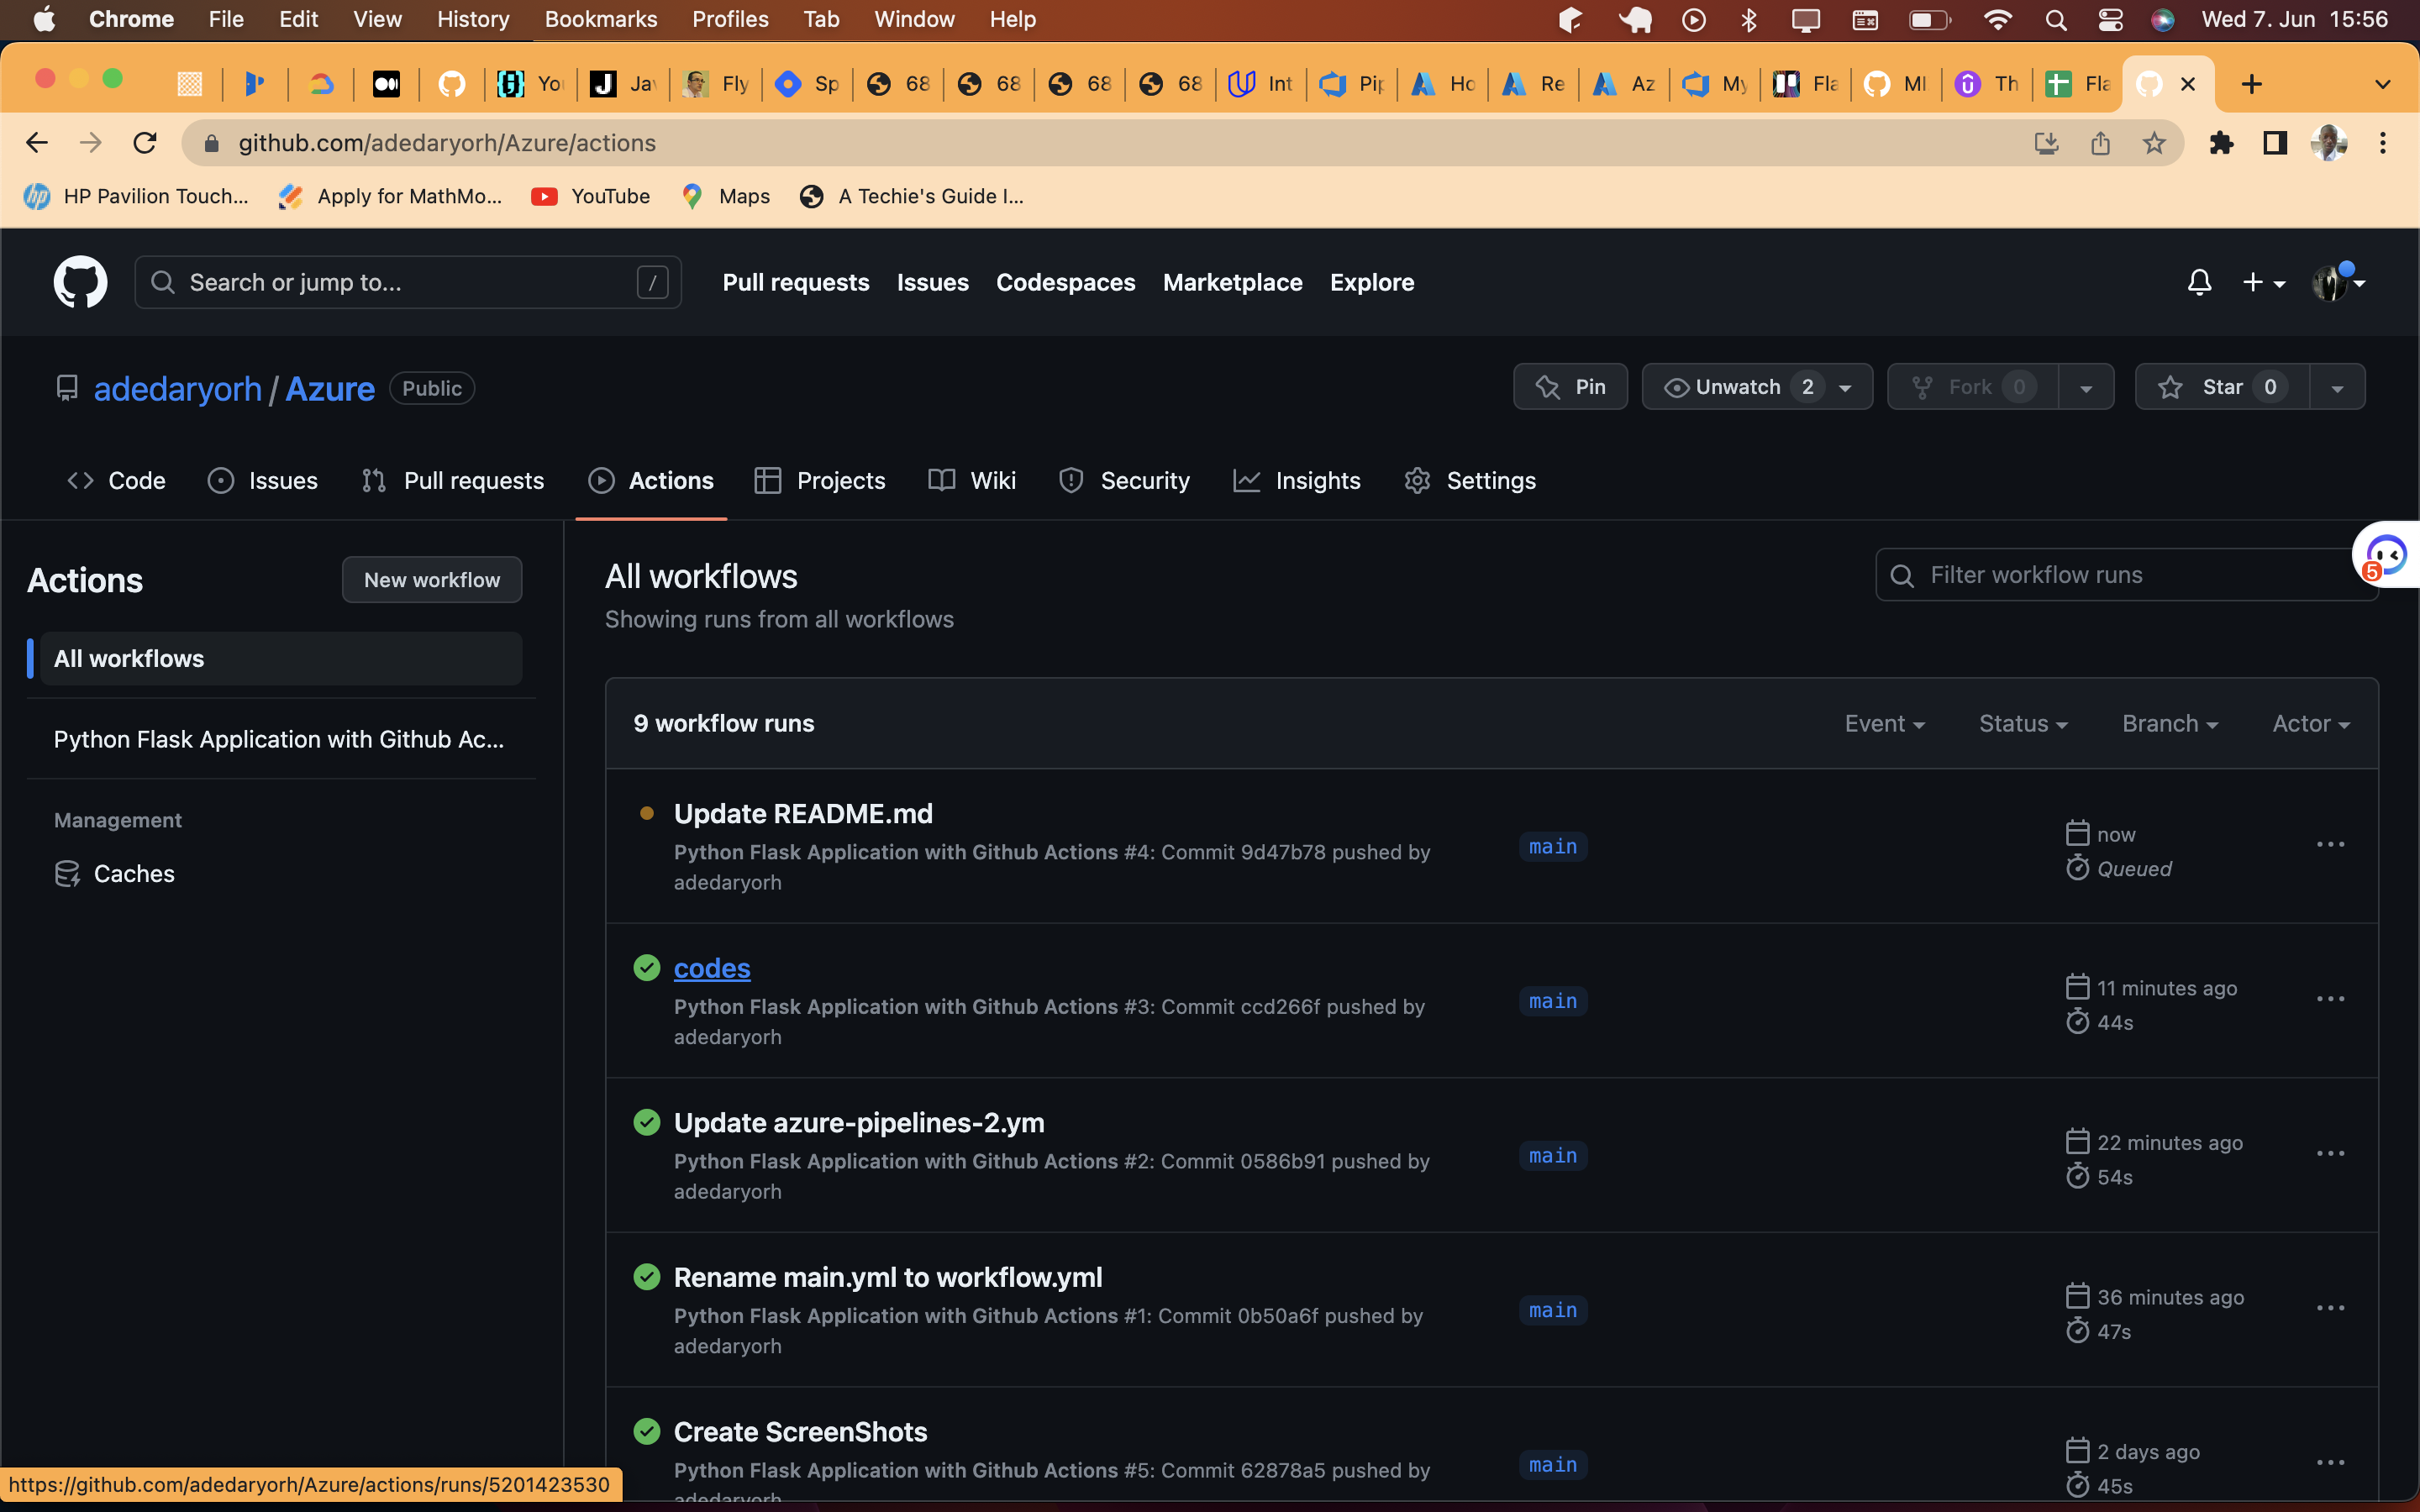 Chrome File Edit View History Bookmarks Profiles Tab Window Help Wed 7. Jun 15:56
You Jav Fly Sp 68 68 68 68 Int Pip Ho Re Az My Fla MI Th Fla
github.com/adedaryorh/Azure/actions
HP Pavilion Touch... Apply for MathMo... YouTube Maps A Techie's Guide I...
Search or jump to... / Pull requests Issues Codespaces Marketplace Explore
adedaryorh / Azure Public Pin Unwatch 2 Fork 0 Star 0
Code Issues Pull requests Actions Projects Wiki Security Insights Settings
Actions New workflow
All workflows
Python Flask Application with Github Ac...
Management
Caches
All workflows
Showing runs from all workflows
Filter workflow runs
5
9 workflow runs Event Status Branch Actor
Update README.md
Python Flask Application with Github Actions #4: Commit 9d47b78 pushed by
adedaryorh
main
now
Queued
codes
Python Flask Application with Github Actions #3: Commit ccd266f pushed by
adedaryorh
main
11 minutes ago
44s
Update azure-pipelines-2.ym
Python Flask Application with Github Actions #2: Commit 0586b91 pushed by
adedaryorh
main
22 minutes ago
54s
Rename main.yml to workflow.yml
Python Flask Application with Github Actions #1: Commit 0b50a6f pushed by
adedaryorh
main
36 minutes ago
47s
Create ScreenShots
Python Flask Application with Github Actions #5: Commit 62878a5 pushed by
adedaryorh
main
2 days ago
45s
https://github.com/adedaryorh/Azure/actions/runs/5201423530